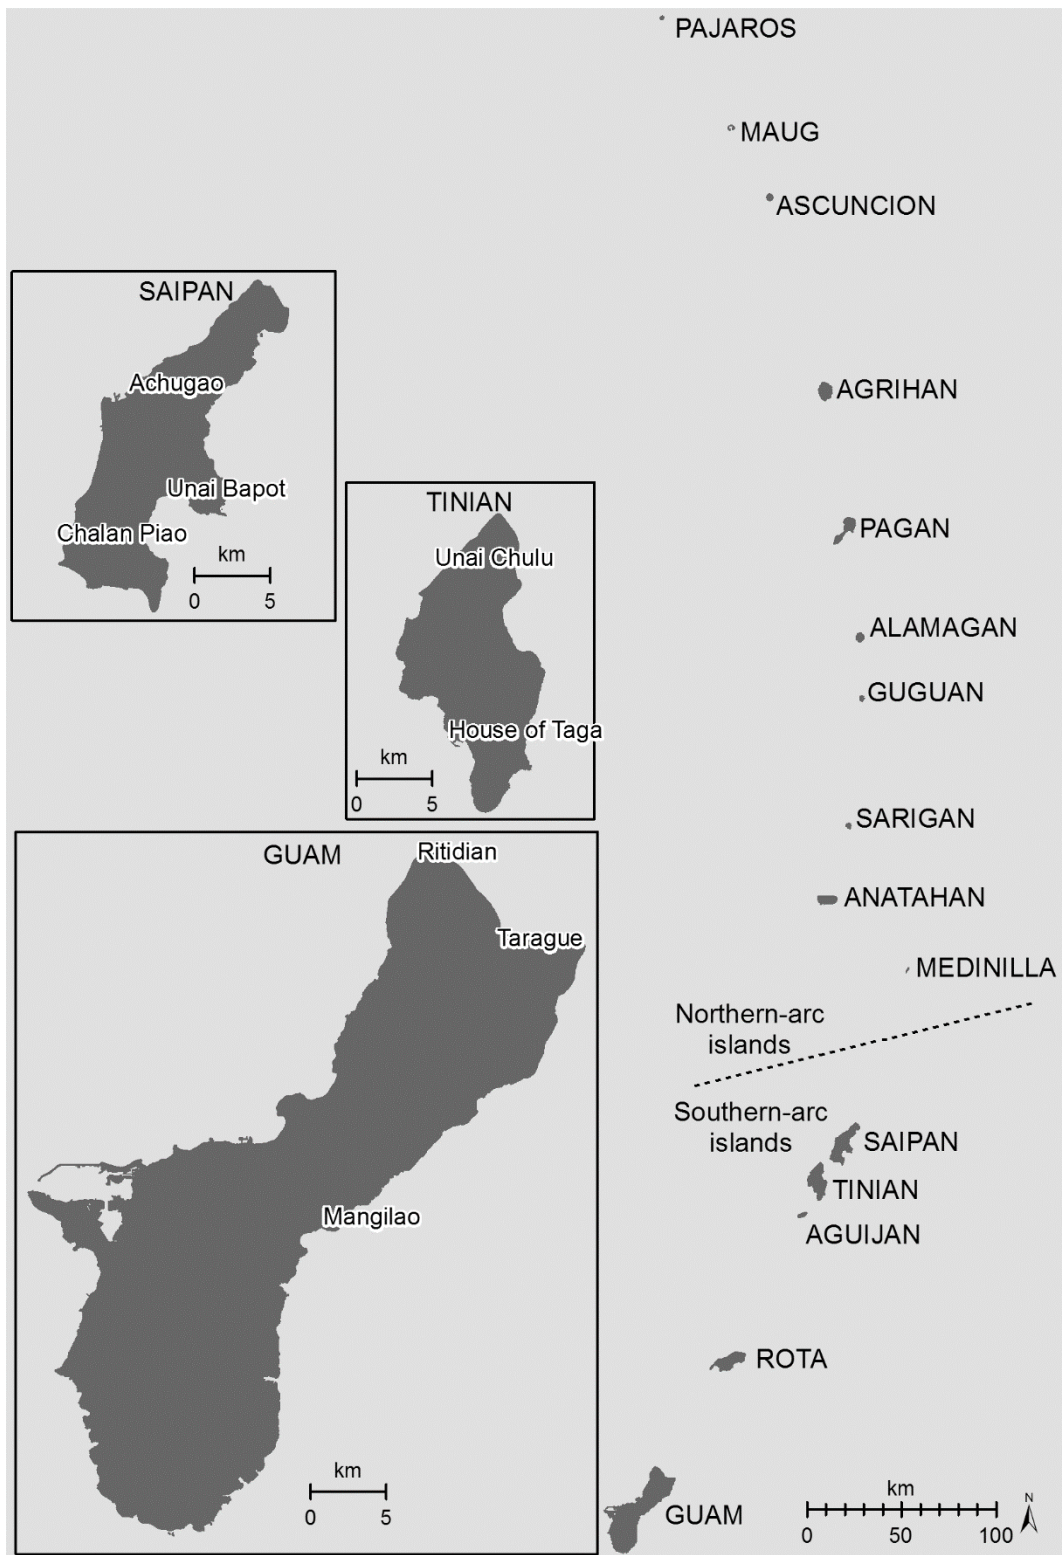 PAJAROS
MAUG
ASCUNCION
SAIPAN
Achugao
Unai Bapot
Chalan Piao
km
0 5
TINIAN
Unai Chulu
House of Taga
km
0 5
GUAM
Ritidian
Tarague
Mangilao
km
0 5
AGRIHAN
PAGAN
ALAMAGAN
GUGUAN
SARIGAN
ANATAHAN
MEDINILLA
Northern-arc
islands
Southern-arc
islands
SAIPAN
TINIAN
AGUIJAN
ROTA
GUAM
km
0 50 100
N